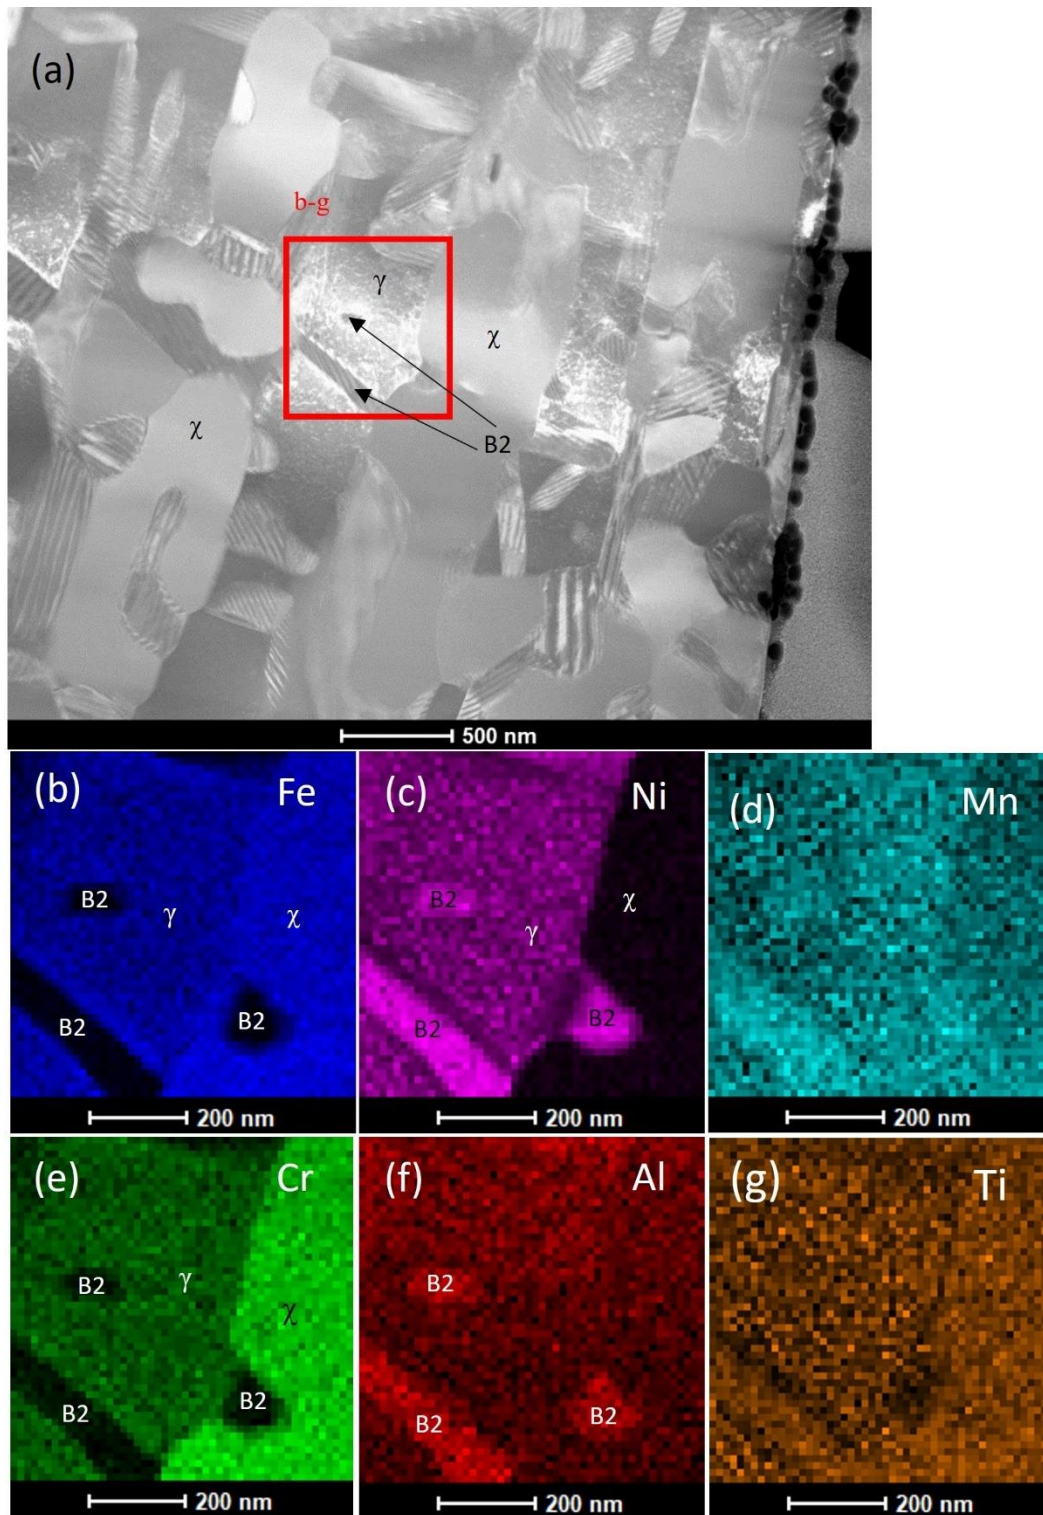 (a)
b-g
γ
χ
χ
B2
500 nm
(b) Fe
B2
γ χ
B2 B2
200 nm
(c) Ni
χ
B2
γ
B2 B2
200 nm
(d) Mn
200 nm
(e) Cr
B2 γ
χ
B2 B2
200 nm
(f) Al
B2
B2 B2
200 nm
(g) Ti
200 nm